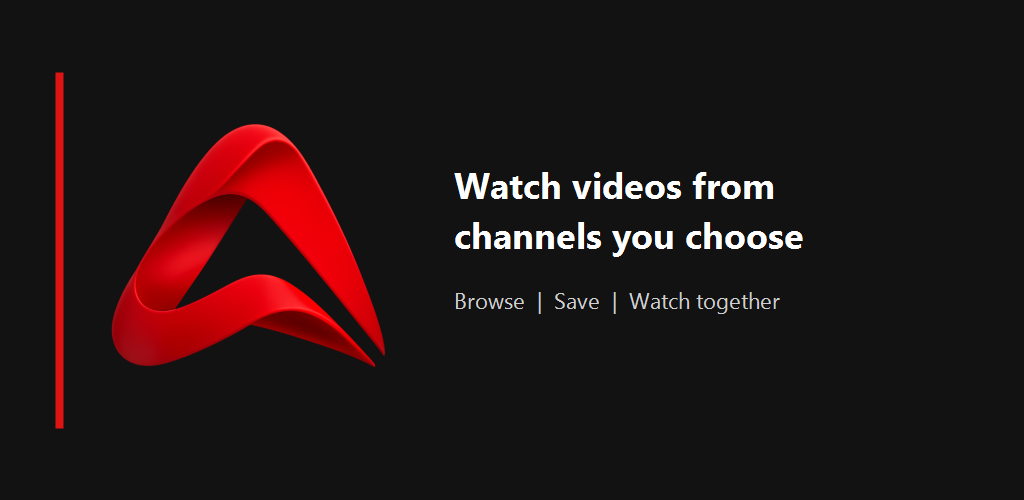 Watch videos from
channels you choose
Browse | Save | Watch together